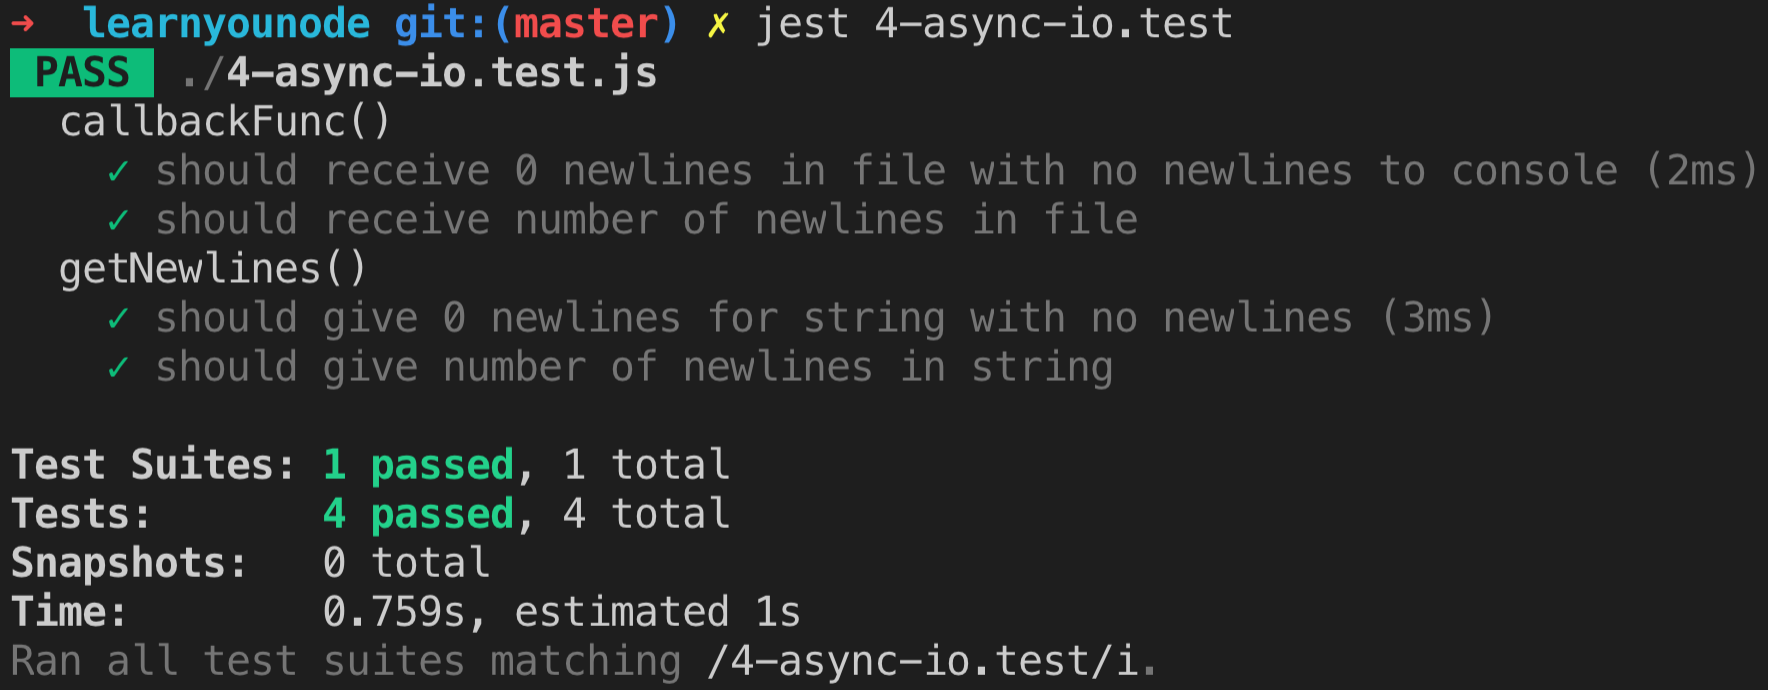 ➜  learnyounode git:(master) ✗ jest 4-async-io.test
PASS ./4-async-io.test.js
callbackFunc()
✓ should receive 0 newlines in file with no newlines to console (2ms)
✓ should receive number of newlines in file
getNewlines()
✓ should give 0 newlines for string with no newlines (3ms)
✓ should give number of newlines in string
Test Suites: 1 passed, 1 total
Tests: 4 passed, 4 total
Snapshots: 0 total
Time: 0.759s, estimated 1s
Ran all test suites matching /4-async-io.test/i.